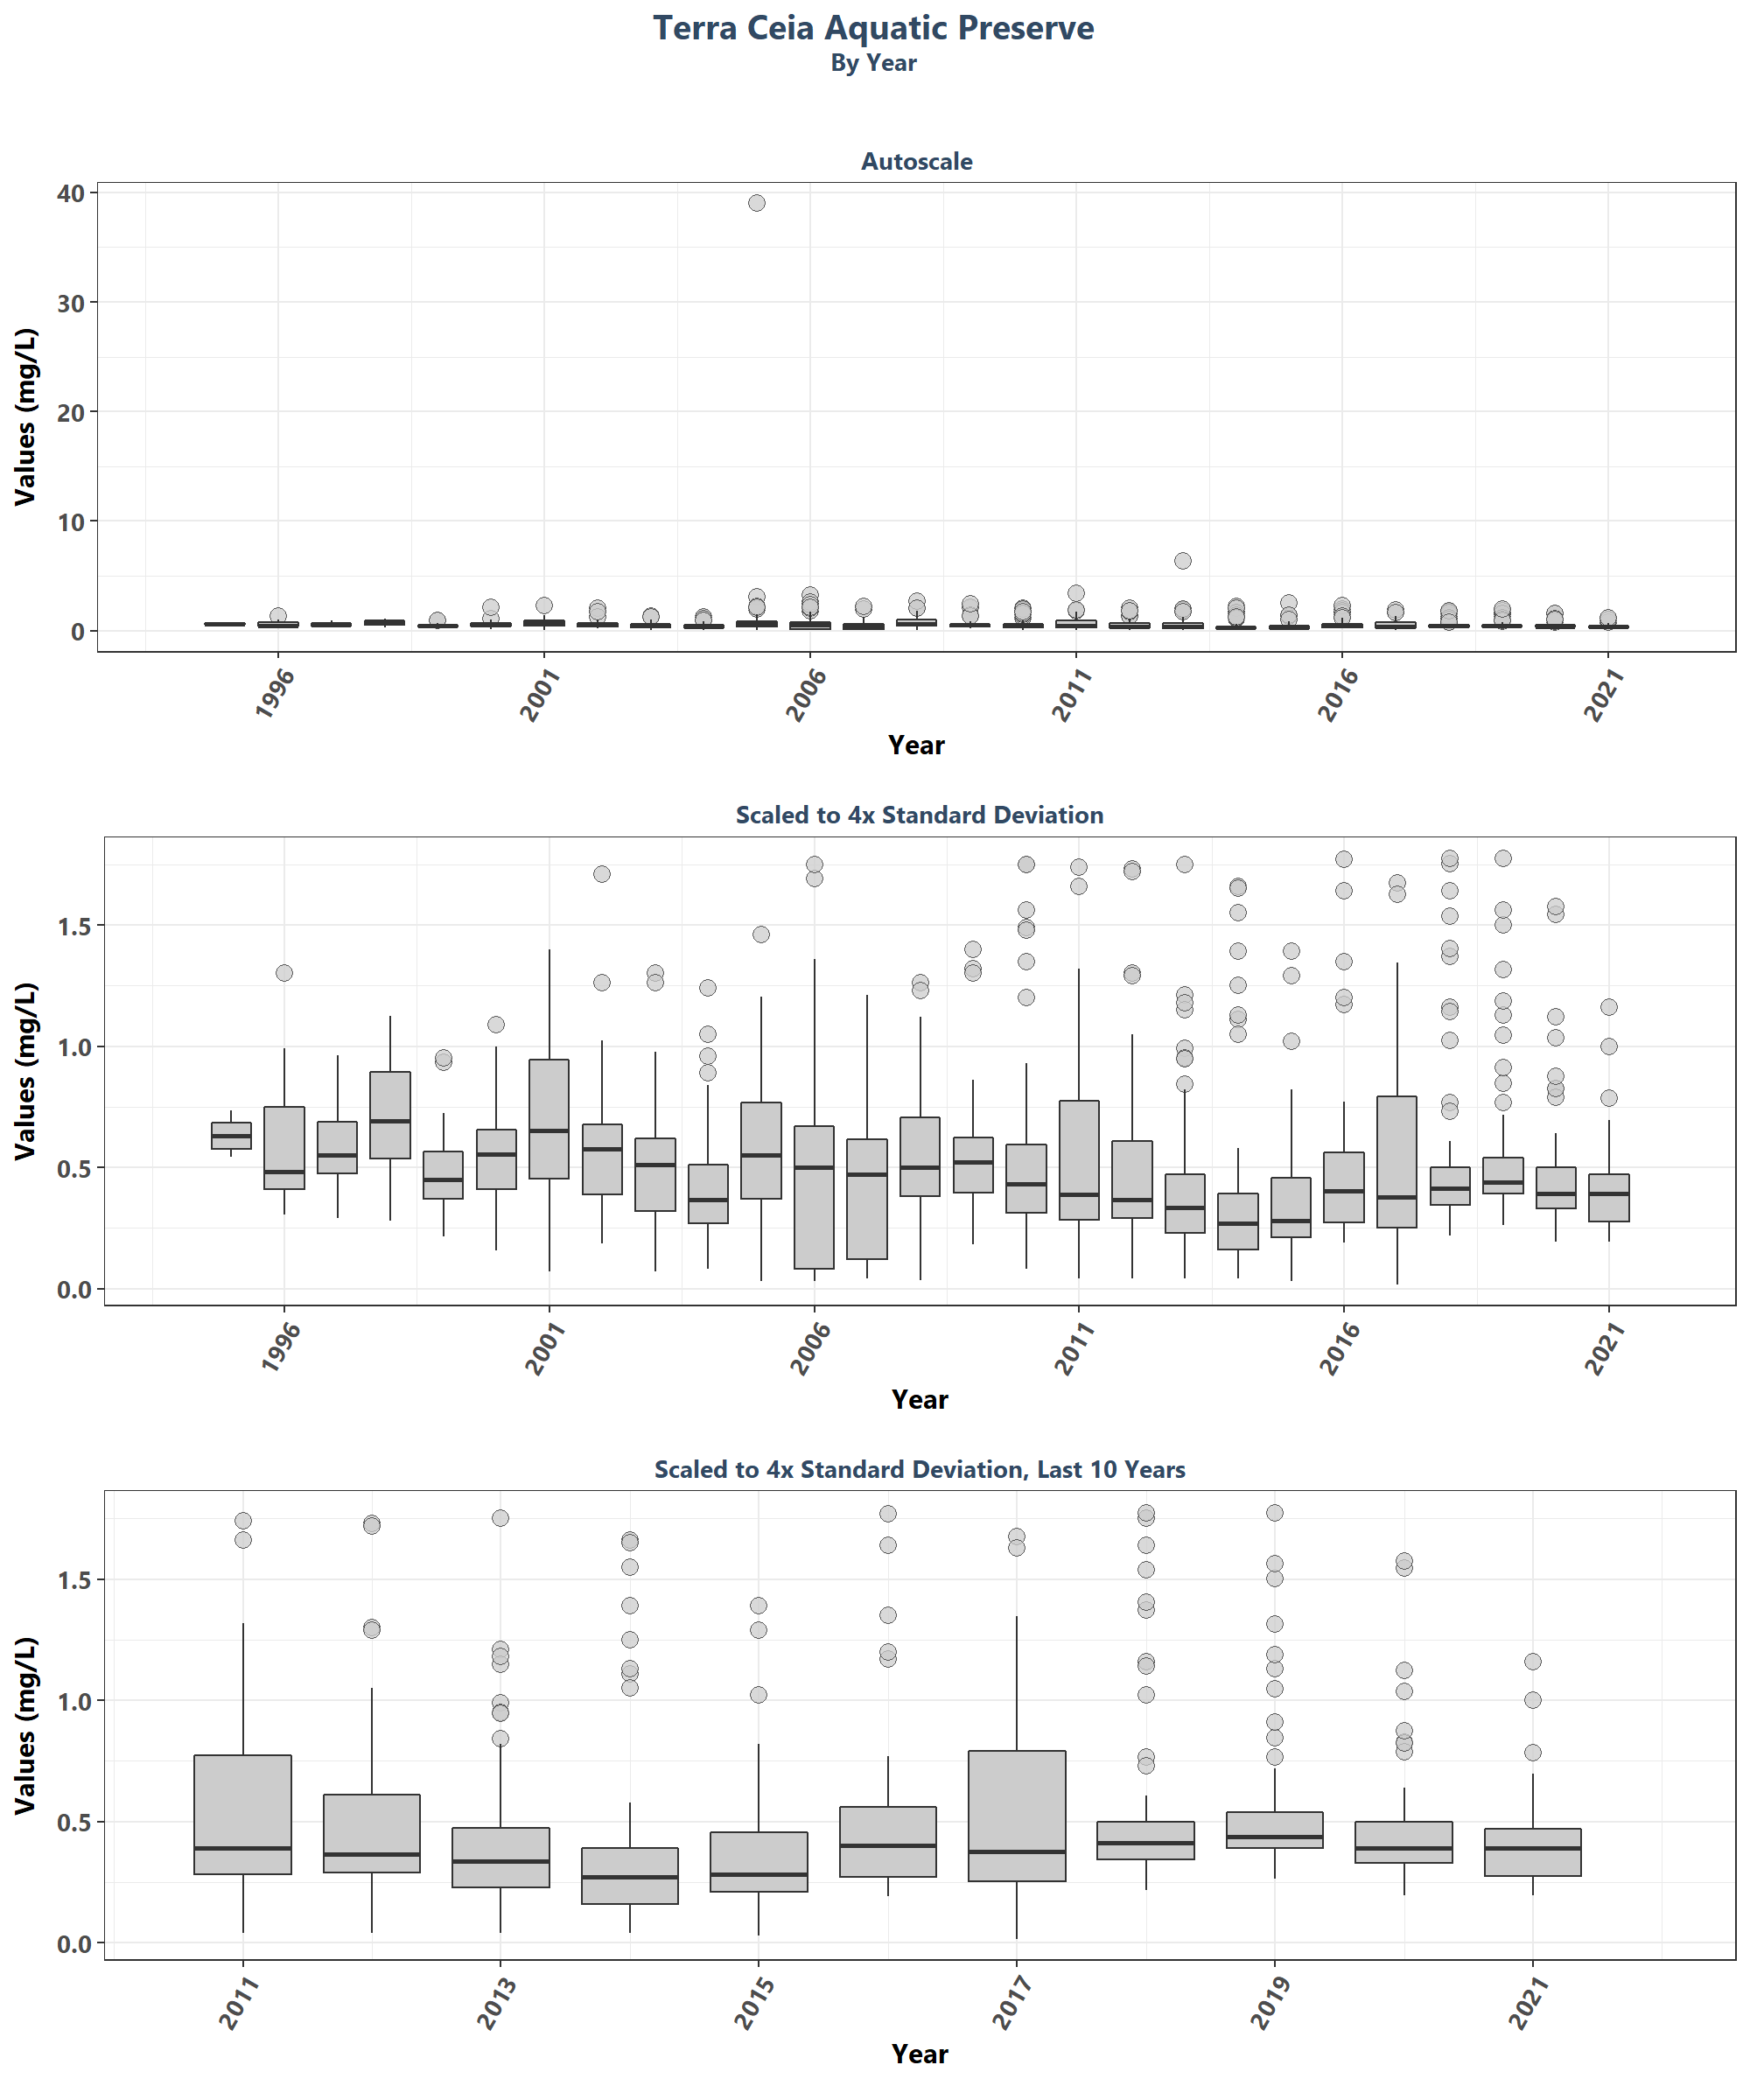 Terra Ceia Aquatic Preserve
By Year
Autoscale
Values (mg/L)
40
30
20
10
0
1996 2001 2006 2011 2016 2021
Year
Scaled to 4x Standard Deviation
Values (mg/L)
1.5
1.0
0.5
0.0
1996 2001 2006 2011 2016 2021
Year
Scaled to 4x Standard Deviation, Last 10 Years
Values (mg/L)
1.5
1.0
0.5
0.0
2011 2013 2015 2017 2019 2021
Year